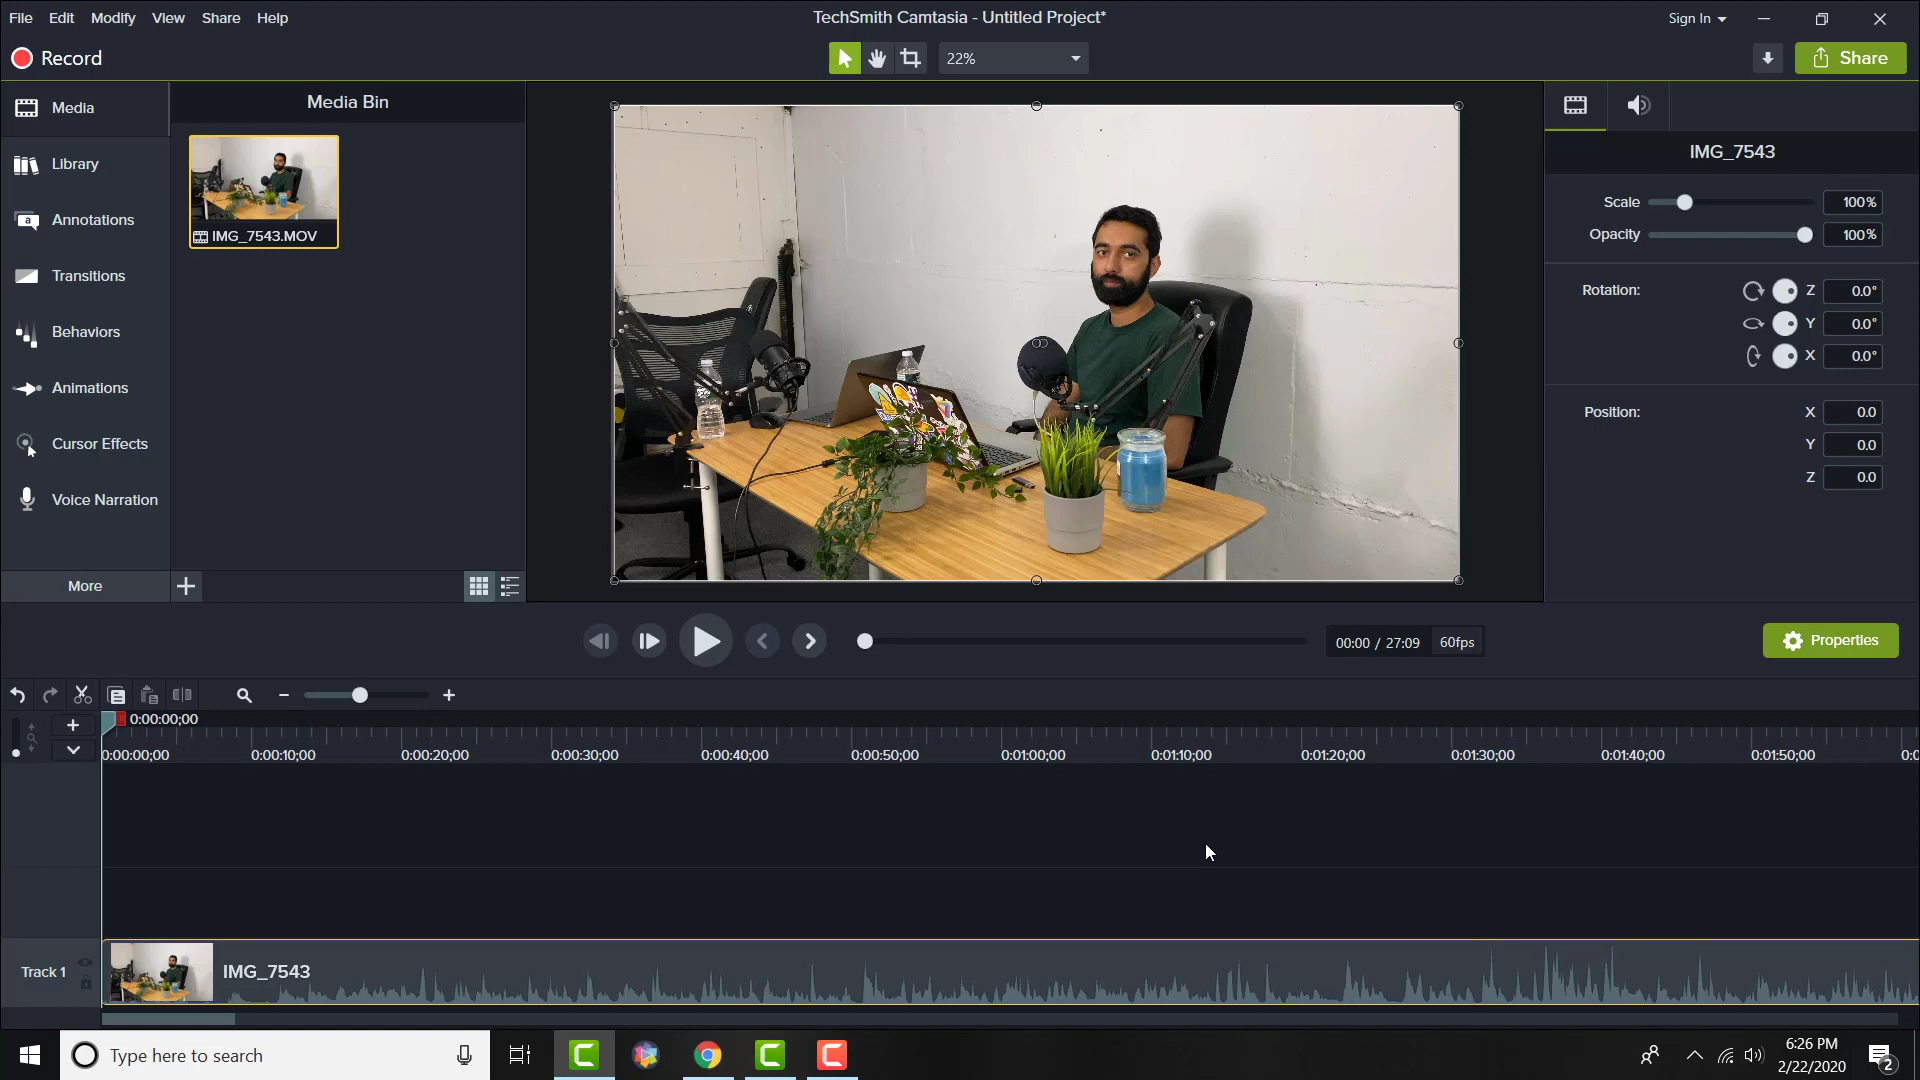 File Edit Modify View Share Help
TechSmith Camtasia - Untitled Project*
Sign In
Record
22%
Share
Media
Library
Annotations
Transitions
Behaviors
Animations
Cursor Effects
Voice Narration
More
Media Bin
IMG_7543.MOV
IMG_7543
Scale 100%
Opacity 100%
Rotation: Z 0.0°
Y 0.0°
X 0.0°
Position: X 0.0
Y 0.0
Z 0.0
00:00 / 27:09 60fps
Properties
0:00:00;00
0:00:00;00 0:00:10;00 0:00:20;00 0:00:30;00 0:00:40;00 0:00:50;00 0:01:00;00 0:01:10;00 0:01:20;00 0:01:30;00 0:01:40;00 0:01:50;00
Track 1
IMG_7543
Type here to search
6:26 PM
2/22/2020
2